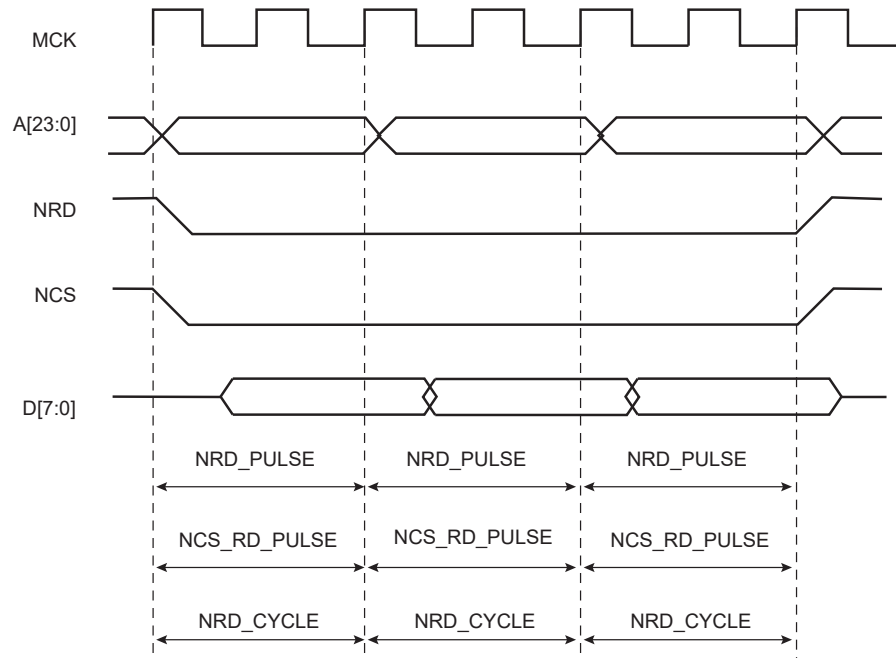 MCK
A[23:0]
NRD
NCS
D[7:0]
NRD_PULSE NRD_PULSE NRD_PULSE
NCS_RD_PULSE NCS_RD_PULSE NCS_RD_PULSE
NRD_CYCLE NRD_CYCLE NRD_CYCLE